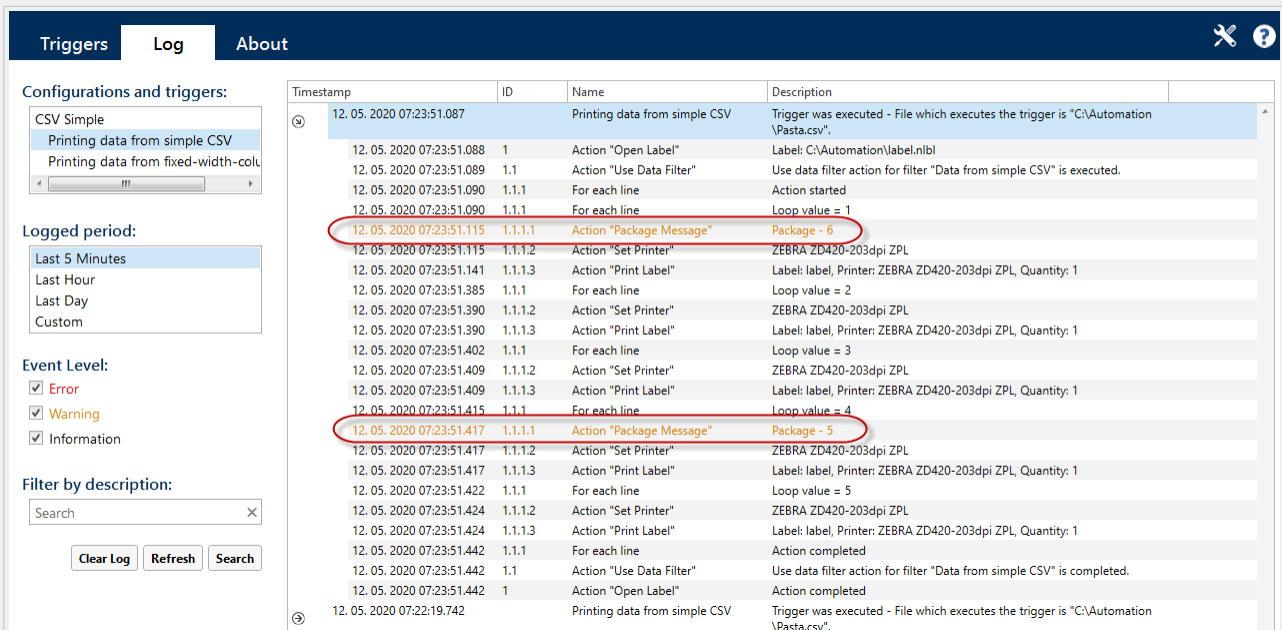 Triggers Log About
Configurations and triggers:
CSV Simple
Printing data from simple CSV
Printing data from fixed-width-colu
Logged period:
Last 5 Minutes
Last Hour
Last Day
Custom
Event Level:
Error
Warning
Information
Filter by description:
Search
Clear Log Refresh Search
Timestamp ID Name Description
12. 05. 2020 07:23:51.087 Printing data from simple CSV Trigger was executed - File which executes the trigger is "C:\Automation
\Pasta.csv".
12. 05. 2020 07:23:51.088 1 Action "Open Label" Label: C:\Automation\label.nlbl
12. 05. 2020 07:23:51.089 1.1 Action "Use Data Filter" Use data filter action for filter "Data from simple CSV" is executed.
12. 05. 2020 07:23:51.090 1.1.1 For each line Action started
12. 05. 2020 07:23:51.090 1.1.1 For each line Loop value = 1
12. 05. 2020 07:23:51.115 1.1.1.1 Action "Package Message" Package - 6
12. 05. 2020 07:23:51.115 1.1.1.2 Action "Set Printer" ZEBRA ZD420-203dpi ZPL
12. 05. 2020 07:23:51.141 1.1.1.3 Action "Print Label" Label: label, Printer: ZEBRA ZD420-203dpi ZPL, Quantity: 1
12. 05. 2020 07:23:51.385 1.1.1 For each line Loop value = 2
12. 05. 2020 07:23:51.390 1.1.1.2 Action "Set Printer" ZEBRA ZD420-203dpi ZPL
12. 05. 2020 07:23:51.390 1.1.1.3 Action "Print Label" Label: label, Printer: ZEBRA ZD420-203dpi ZPL, Quantity: 1
12. 05. 2020 07:23:51.402 1.1.1 For each line Loop value = 3
12. 05. 2020 07:23:51.409 1.1.1.2 Action "Set Printer" ZEBRA ZD420-203dpi ZPL
12. 05. 2020 07:23:51.409 1.1.1.3 Action "Print Label" Label: label, Printer: ZEBRA ZD420-203dpi ZPL, Quantity: 1
12. 05. 2020 07:23:51.415 1.1.1 For each line Loop value = 4
12. 05. 2020 07:23:51.417 1.1.1.1 Action "Package Message" Package - 5
12. 05. 2020 07:23:51.417 1.1.1.2 Action "Set Printer" ZEBRA ZD420-203dpi ZPL
12. 05. 2020 07:23:51.417 1.1.1.3 Action "Print Label" Label: label, Printer: ZEBRA ZD420-203dpi ZPL, Quantity: 1
12. 05. 2020 07:23:51.422 1.1.1 For each line Loop value = 5
12. 05. 2020 07:23:51.424 1.1.1.2 Action "Set Printer" ZEBRA ZD420-203dpi ZPL
12. 05. 2020 07:23:51.424 1.1.1.3 Action "Print Label" Label: label, Printer: ZEBRA ZD420-203dpi ZPL, Quantity: 1
12. 05. 2020 07:23:51.442 1.1.1 For each line Action completed
12. 05. 2020 07:23:51.442 1.1 Action "Use Data Filter" Use data filter action for filter "Data from simple CSV" is completed.
12. 05. 2020 07:23:51.442 1 Action "Open Label" Action completed
12. 05. 2020 07:22:19.742 Printing data from simple CSV Trigger was executed - File which executes the trigger is "C:\Automation
\Pasta.csv".